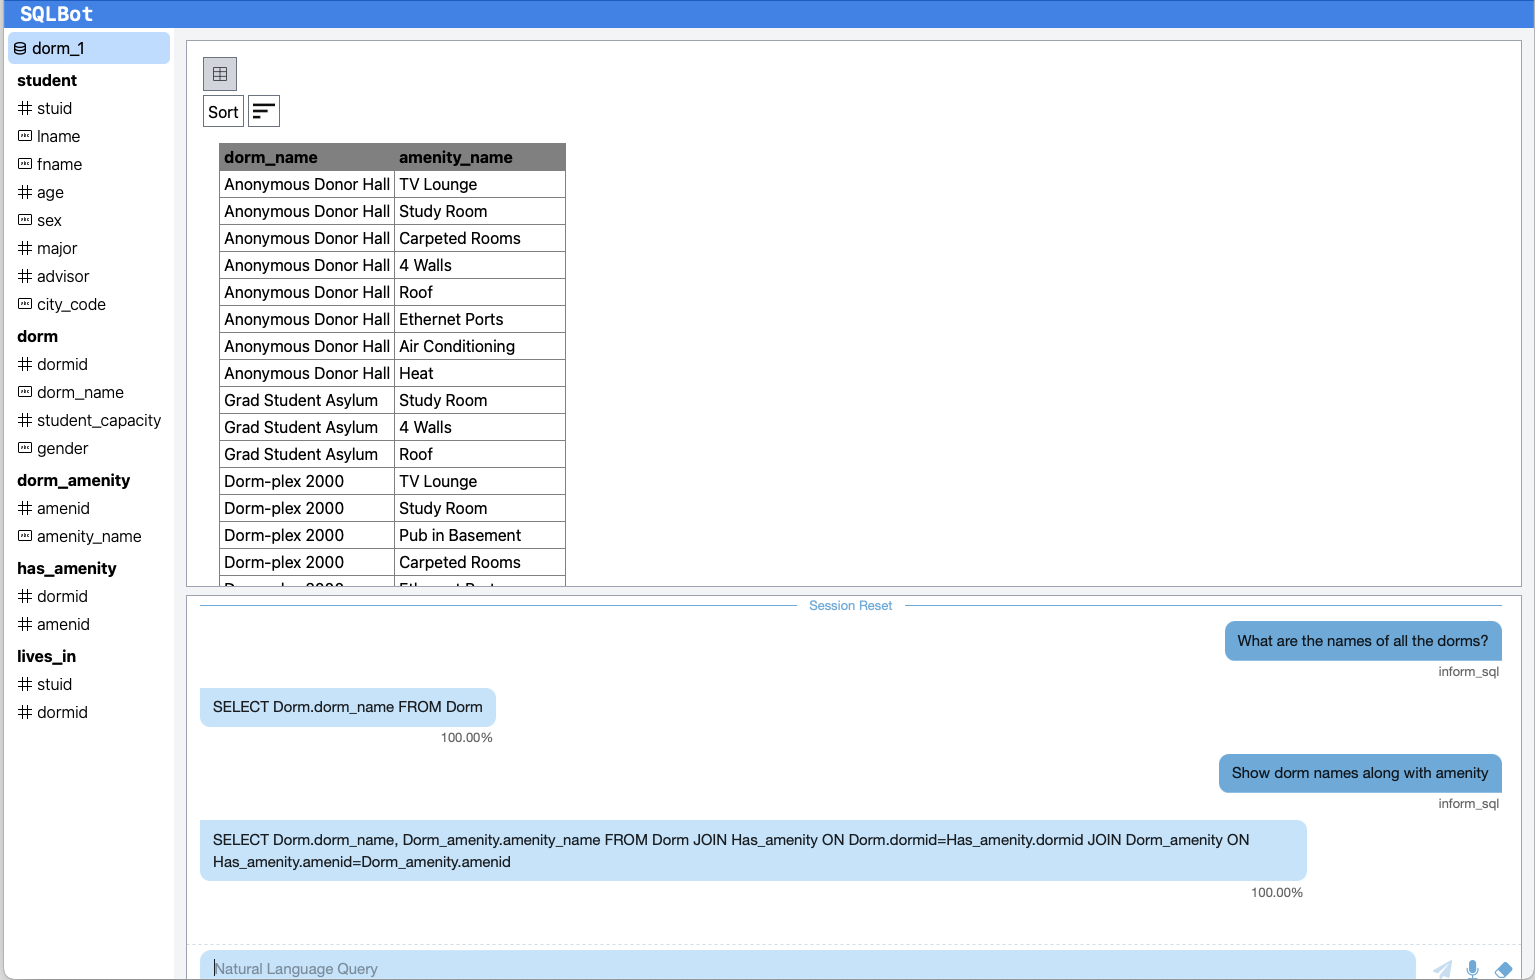 SQLBot
dorm_1
student
stuid
lname
fname
age
sex
major
advisor
city_code
dorm
dormid
dorm_name
student_capacity
gender
dorm_amenity
amenid
amenity_name
has_amenity
dormid
amenid
lives_in
stuid
dormid
Sort
dorm_name amenity_name
Anonymous Donor Hall TV Lounge
Anonymous Donor Hall Study Room
Anonymous Donor Hall Carpeted Rooms
Anonymous Donor Hall 4 Walls
Anonymous Donor Hall Roof
Anonymous Donor Hall Ethernet Ports
Anonymous Donor Hall Air Conditioning
Anonymous Donor Hall Heat
Grad Student Asylum Study Room
Grad Student Asylum 4 Walls
Grad Student Asylum Roof
Dorm-plex 2000 TV Lounge
Dorm-plex 2000 Study Room
Dorm-plex 2000 Pub in Basement
Dorm-plex 2000 Carpeted Rooms
Session Reset
What are the names of all the dorms?
inform_sql
SELECT Dorm.dorm_name FROM Dorm
100.00%
Show dorm names along with amenity
inform_sql
SELECT Dorm.dorm_name, Dorm_amenity.amenity_name FROM Dorm JOIN Has_amenity ON Dorm.dormid=Has_amenity.dormid JOIN Dorm_amenity ON
Has_amenity.amenid=Dorm_amenity.amenid
100.00%
Natural Language Query